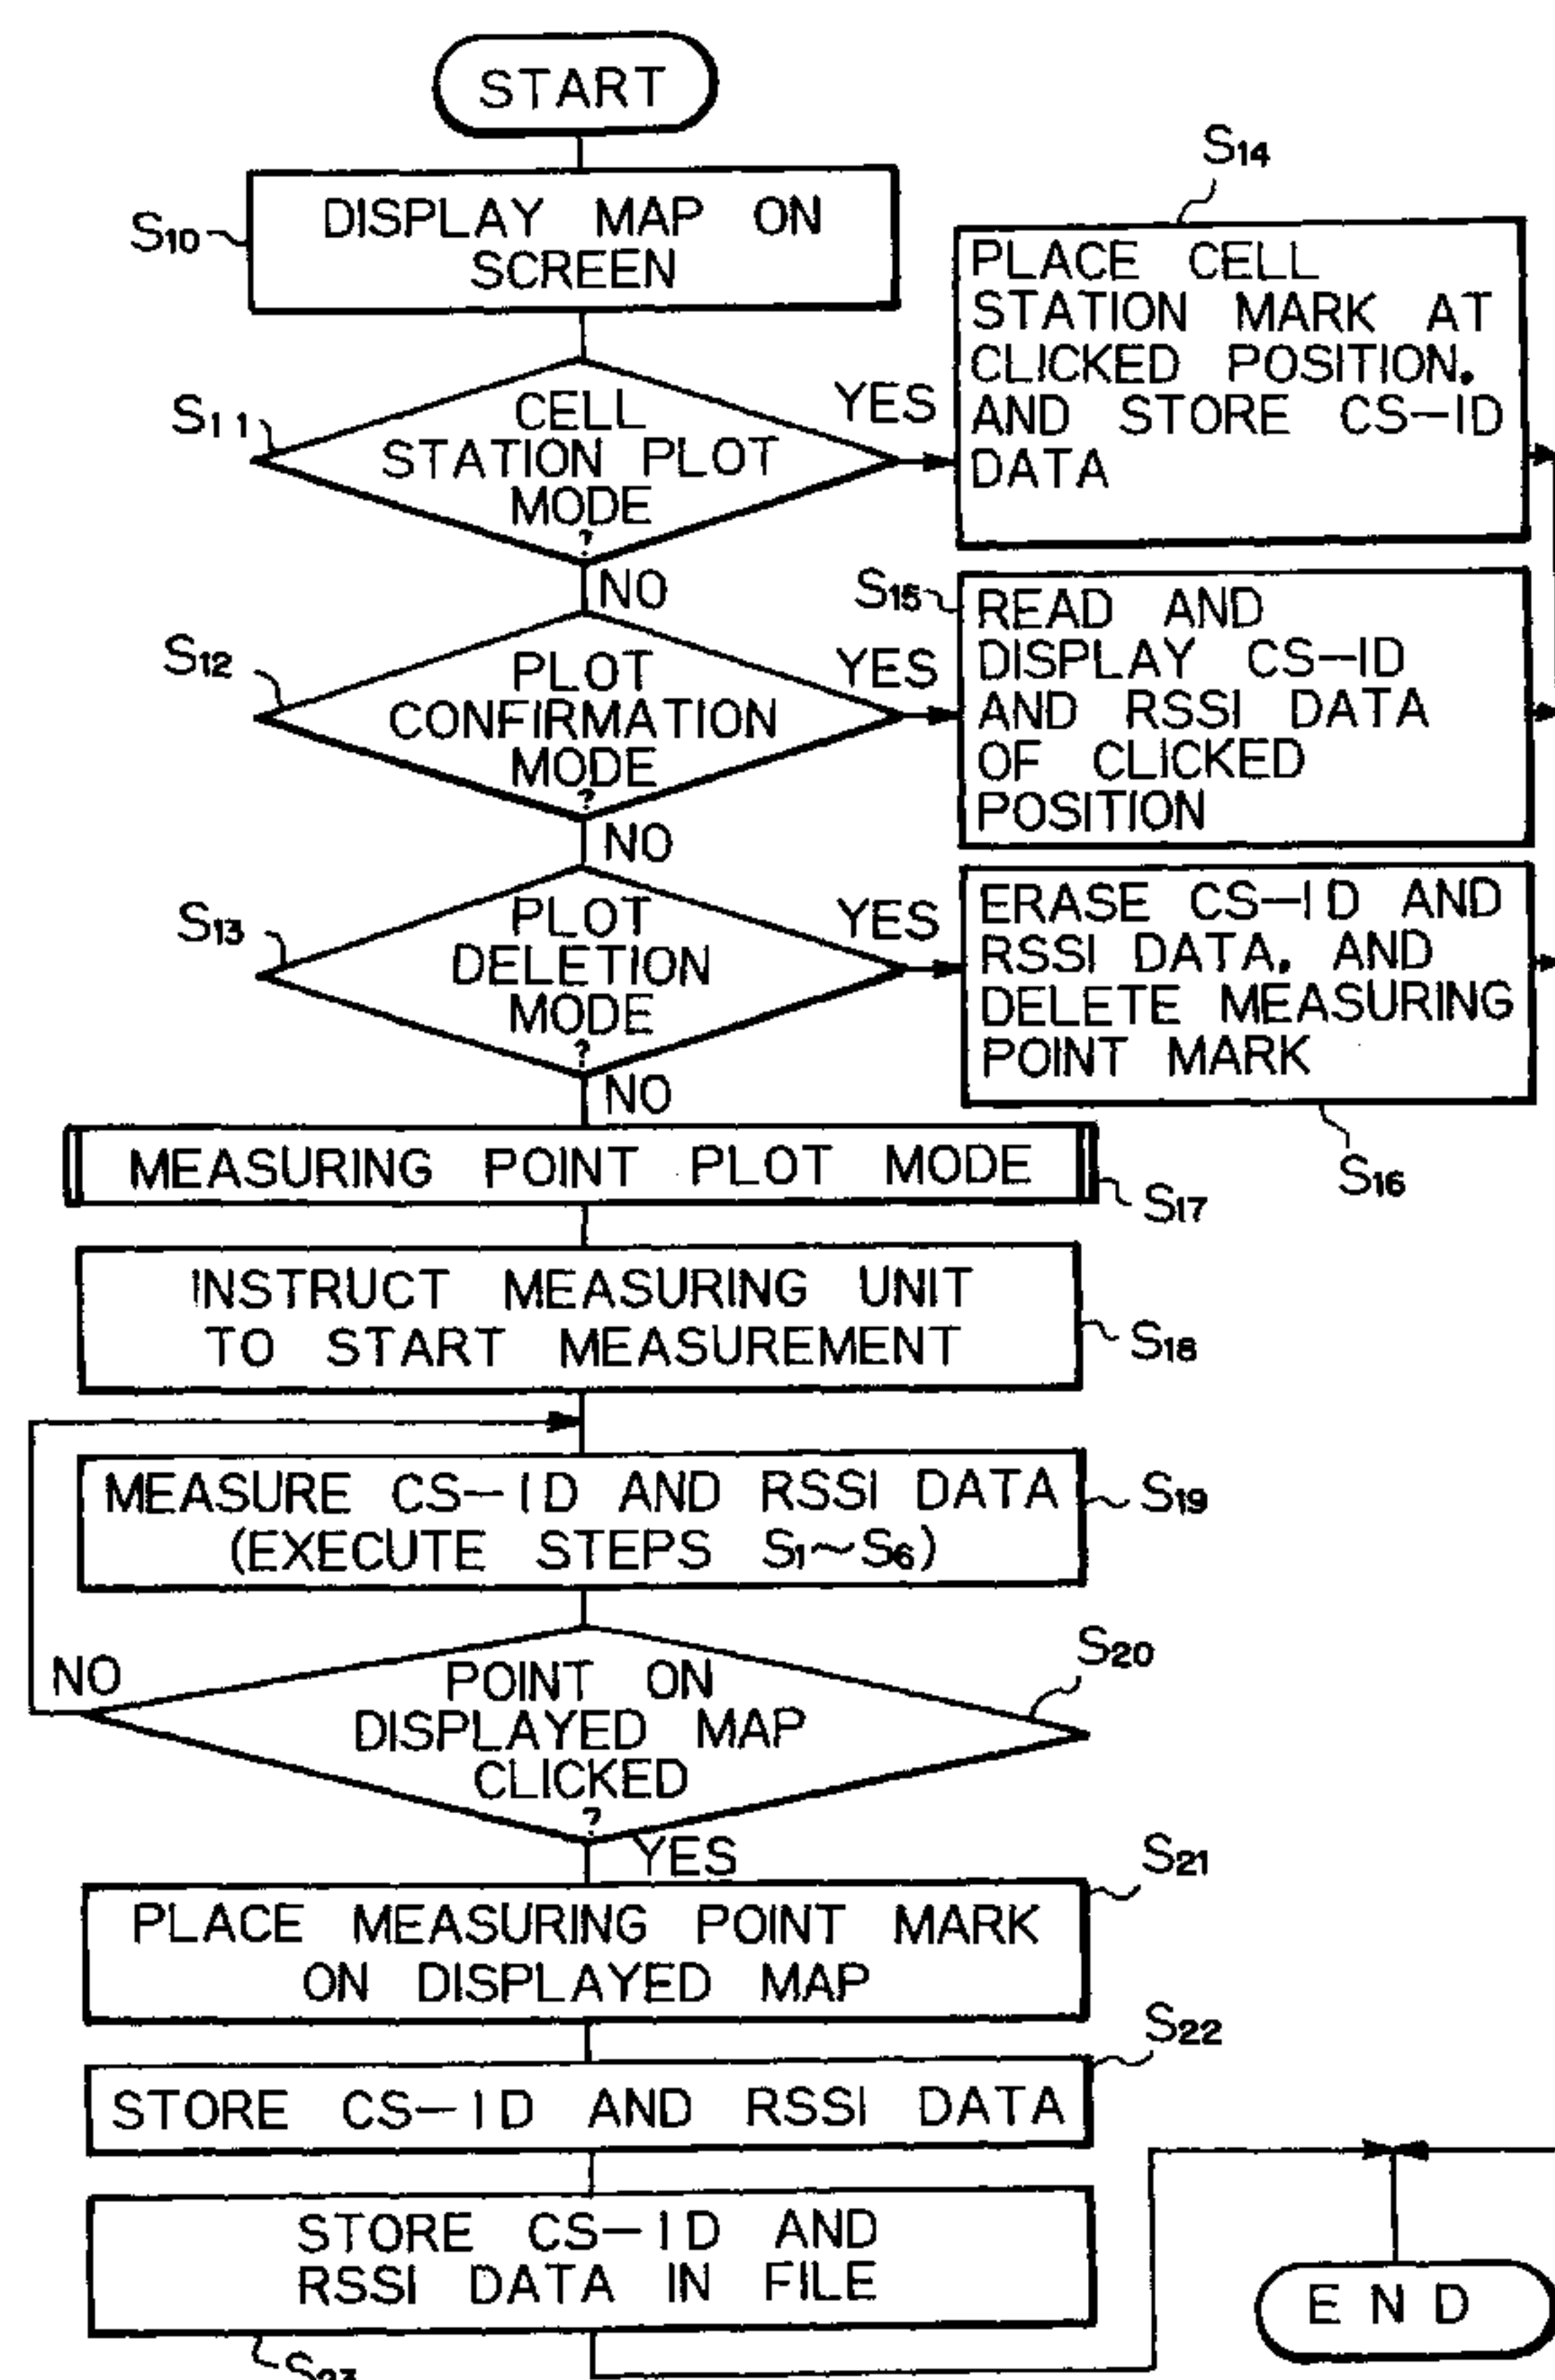 START
S10
DISPLAY MAP ON
SCREEN
S14
PLACE CELL
STATION MARK AT
CLICKED POSITION.
AND STORE CS-ID
DATA
S11
CELL
STATION PLOT
MODE
?
YES
NO
S15
READ AND
DISPLAY CS-ID
AND RSSI DATA
OF CLICKED
POSITION
S12
PLOT
CONFIRMATION
MODE
?
YES
NO
S13
PLOT
DELETION
MODE
?
YES
NO
ERASE CS-ID AND
RSSI DATA. AND
DELETE MEASURING
POINT MARK
S16
MEASURING POINT PLOT MODE
S17
INSTRUCT MEASURING UNIT
TO START MEASUREMENT
S18
MEASURE CS-ID AND RSSI DATA
(EXECUTE STEPS S1~S6)
S19
NO
POINT ON
DISPLAYED MAP
CLICKED
?
S20
YES
S21
PLACE MEASURING POINT MARK
ON DISPLAYED MAP
S22
STORE CS-ID AND RSSI DATA
STORE CS-ID AND
RSSI DATA IN FILE
S23
END